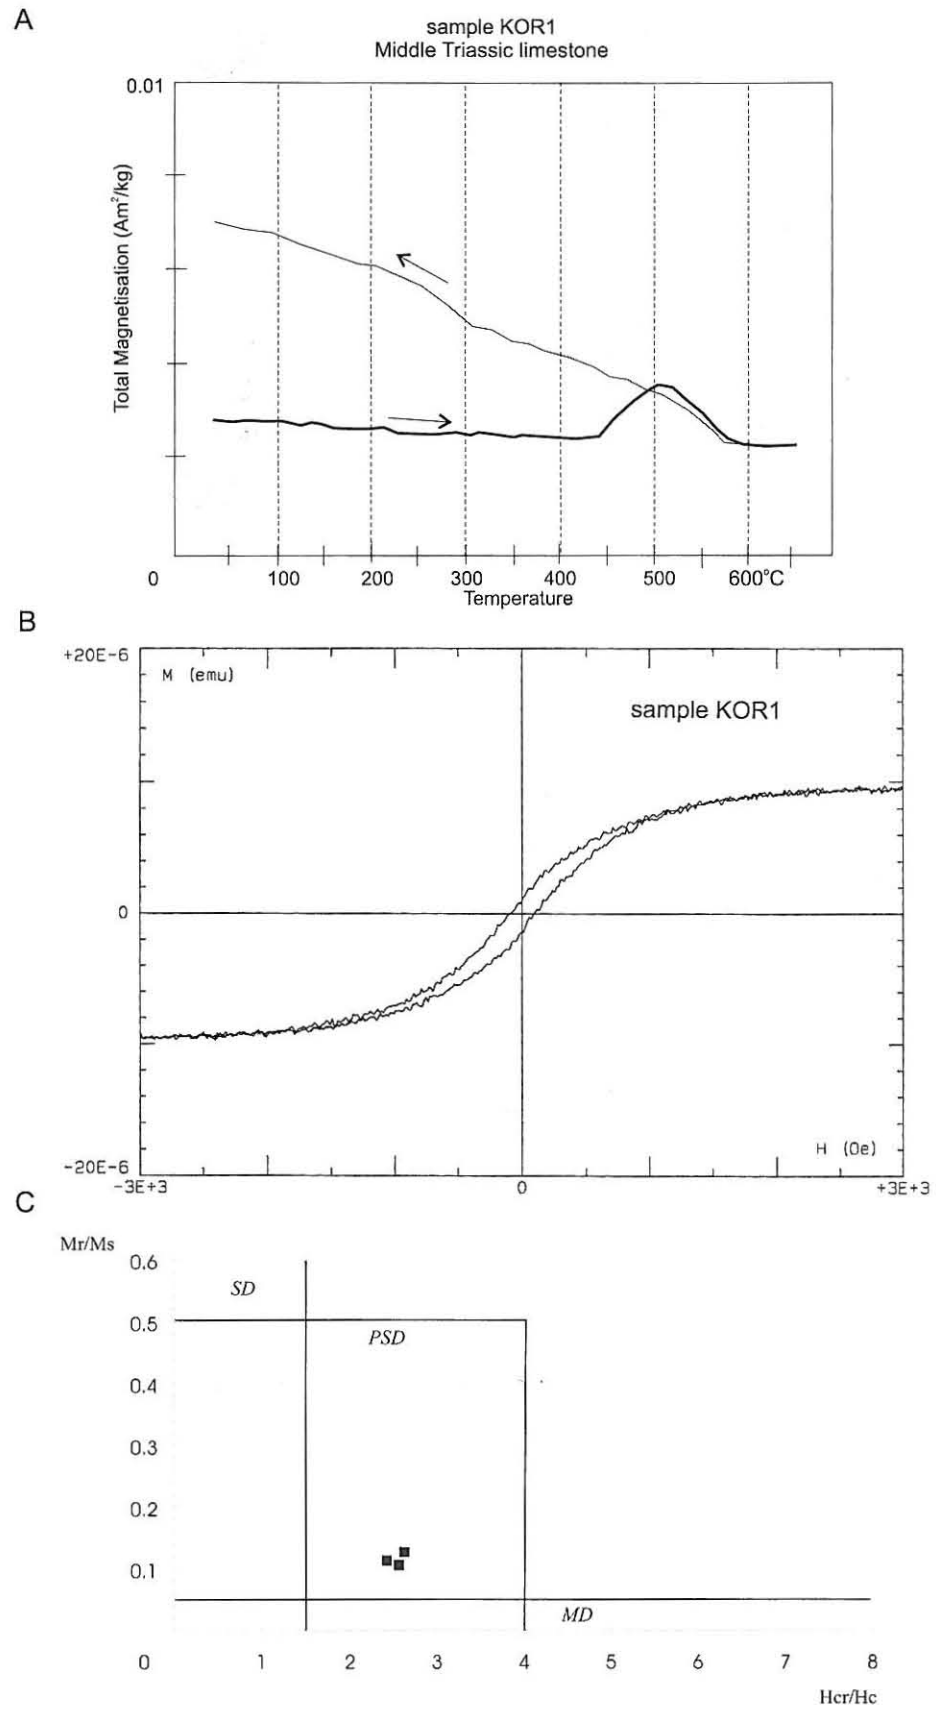 A
sample KOR1
Middle Triassic limestone
0.01
Total Magnetisation (Am²/kg)
0 100 200 300 400 500 600°C
Temperature
B
+20E-6
M (emu)
sample KOR1
0
H (Oe)
-20E-6
-3E+3 0 +3E+3
C
Mr/Ms
0.6
SD
0.5
PSD
0.4
0.3
0.2
0.1
MD
0 1 2 3 4 5 6 7 8
Hcr/Hc